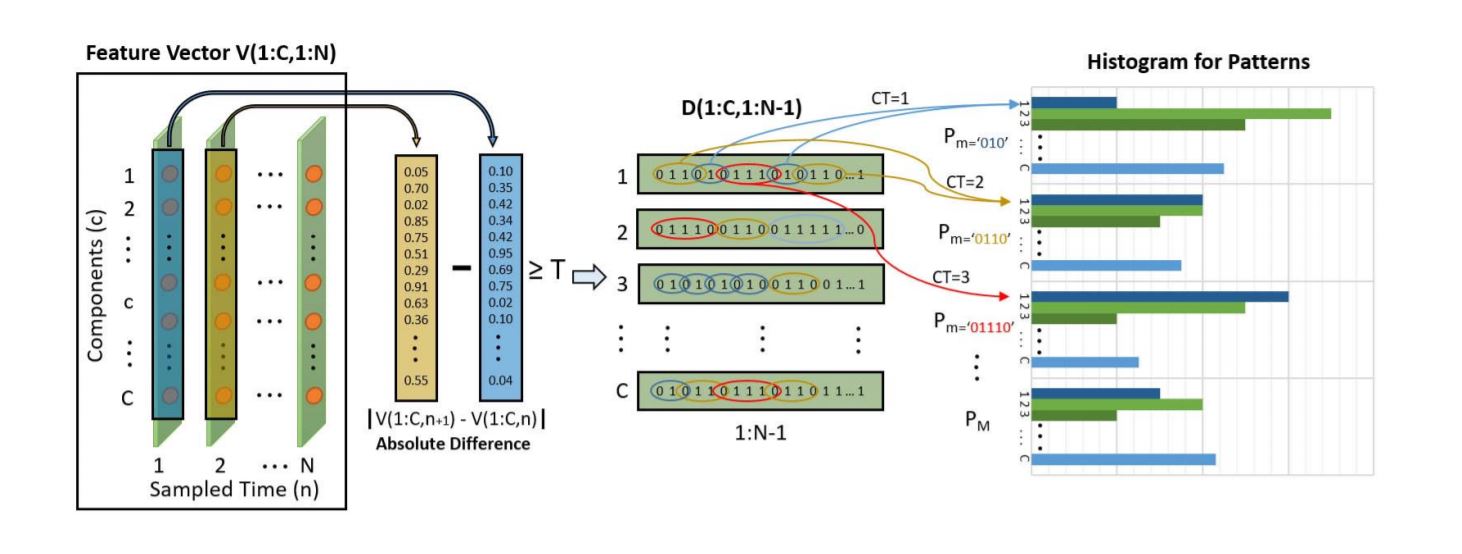 Feature Vector V(1:C,1:N)
Components (c)
1
2
c
C
1 2 ... N
Sampled Time (n)
0.05
0.70
0.02
0.85
0.75
0.51
0.29
0.91
0.63
0.36
0.55
-
0.10
0.35
0.42
0.34
0.42
0.95
0.69
0.75
0.02
0.10
0.04
|V(1:C,n+1) - V(1:C,n)|
Absolute Difference
≥ T
D(1:C,1:N-1)
1 0 1 1 0 1 0 1 1 1 0 1 0 1 1 0...1
2 0 1 1 1 0 0 1 1 0 0 1 1 1 1 1...0
3 0 1 0 1 0 1 0 1 0 0 1 1 0 0 1...1
C 0 1 0 1 1 0 1 1 1 0 1 1 0 1 1...1
1:N-1
CT=1
CT=2
CT=3
Histogram for Patterns
Pm='010'
1 2 3 ... C
Pm='0110'
1 2 3 ... C
Pm='01110'
1 2 3 ... C
PM
1 2 3 ... C